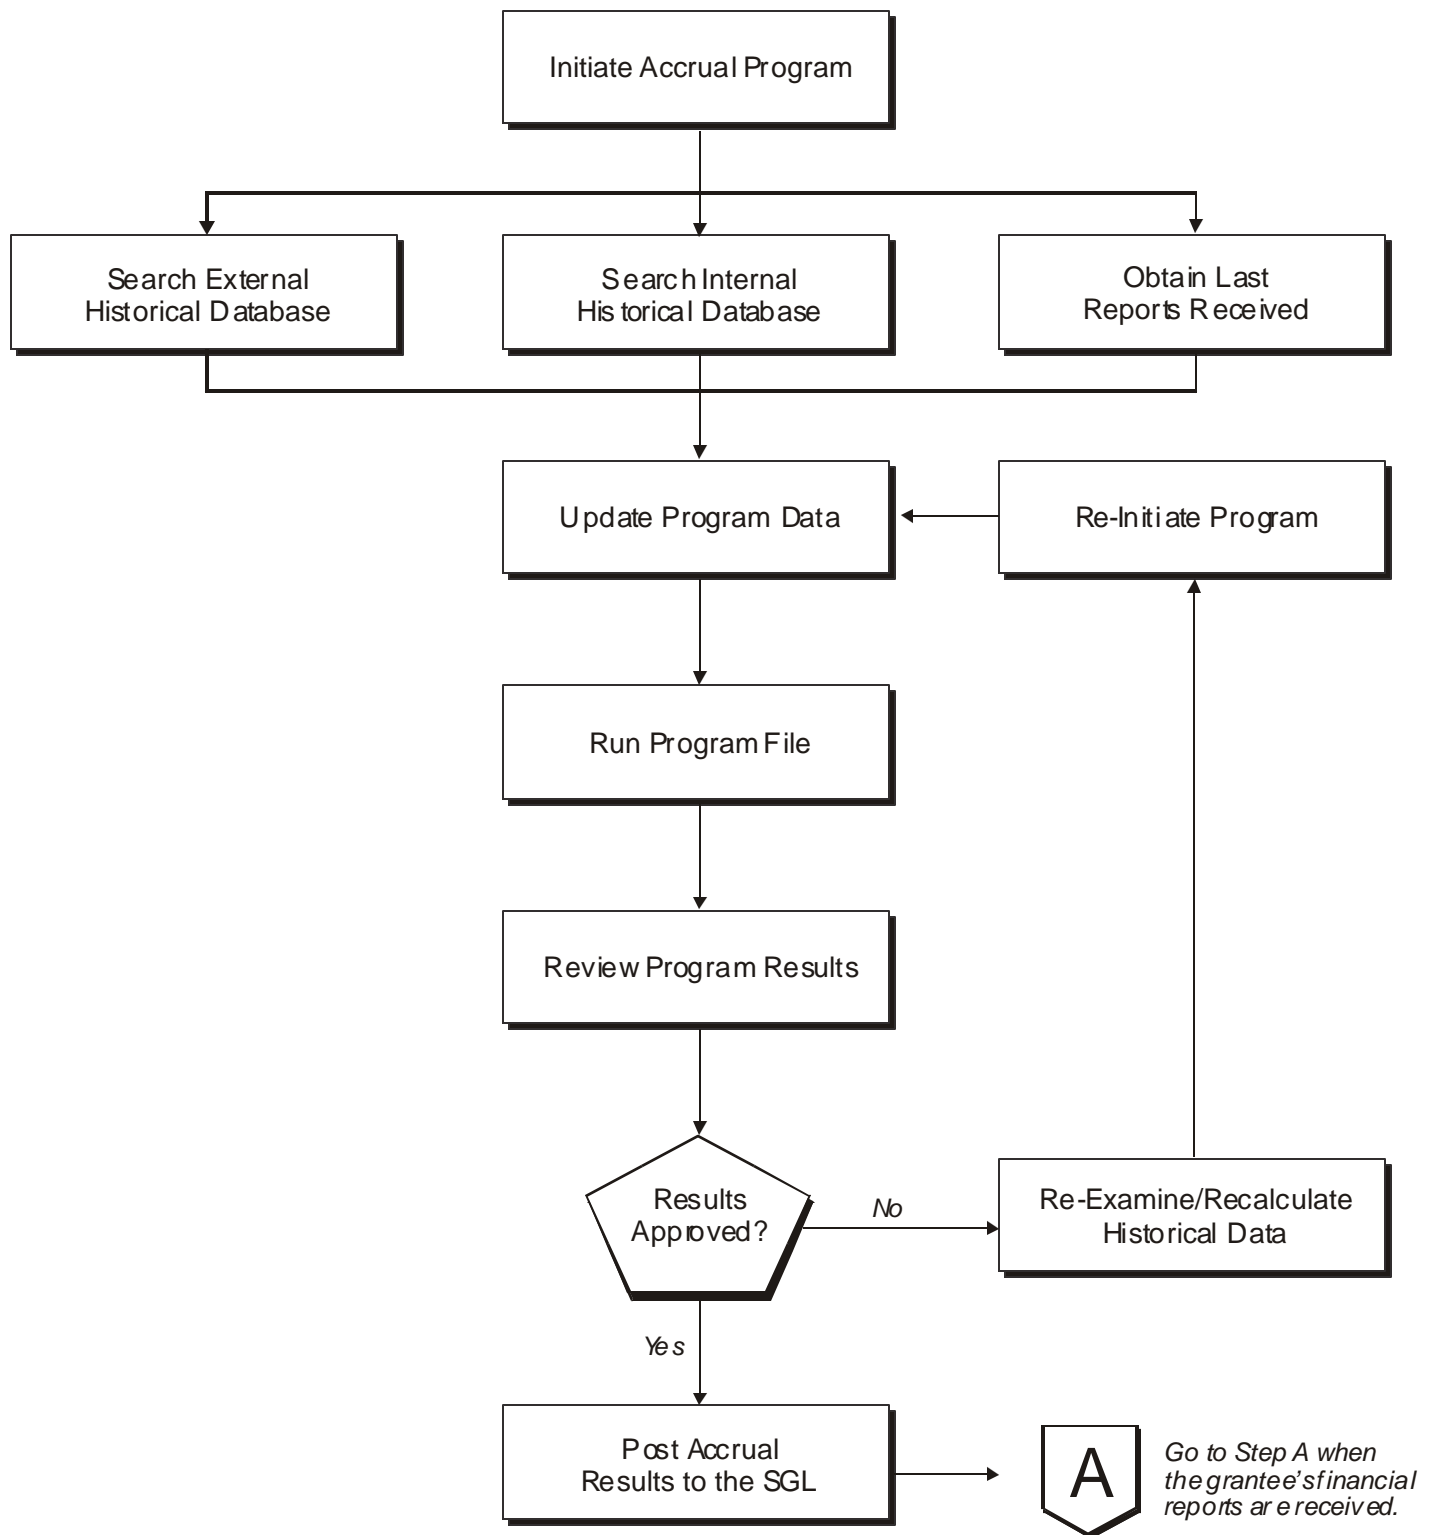 Initiate Accrual Program
Search External
Historical Database
Search Internal
Historical Database
Obtain Last
Reports Received
Update Program Data
Re-Initiate Program
Run Program File
Review Program Results
Results
Approved?
No
Re-Examine/Recalculate
Historical Data
Yes
Post Accrual
Results to the SGL
A
Go to Step A when
the grantee's financial
reports are received.